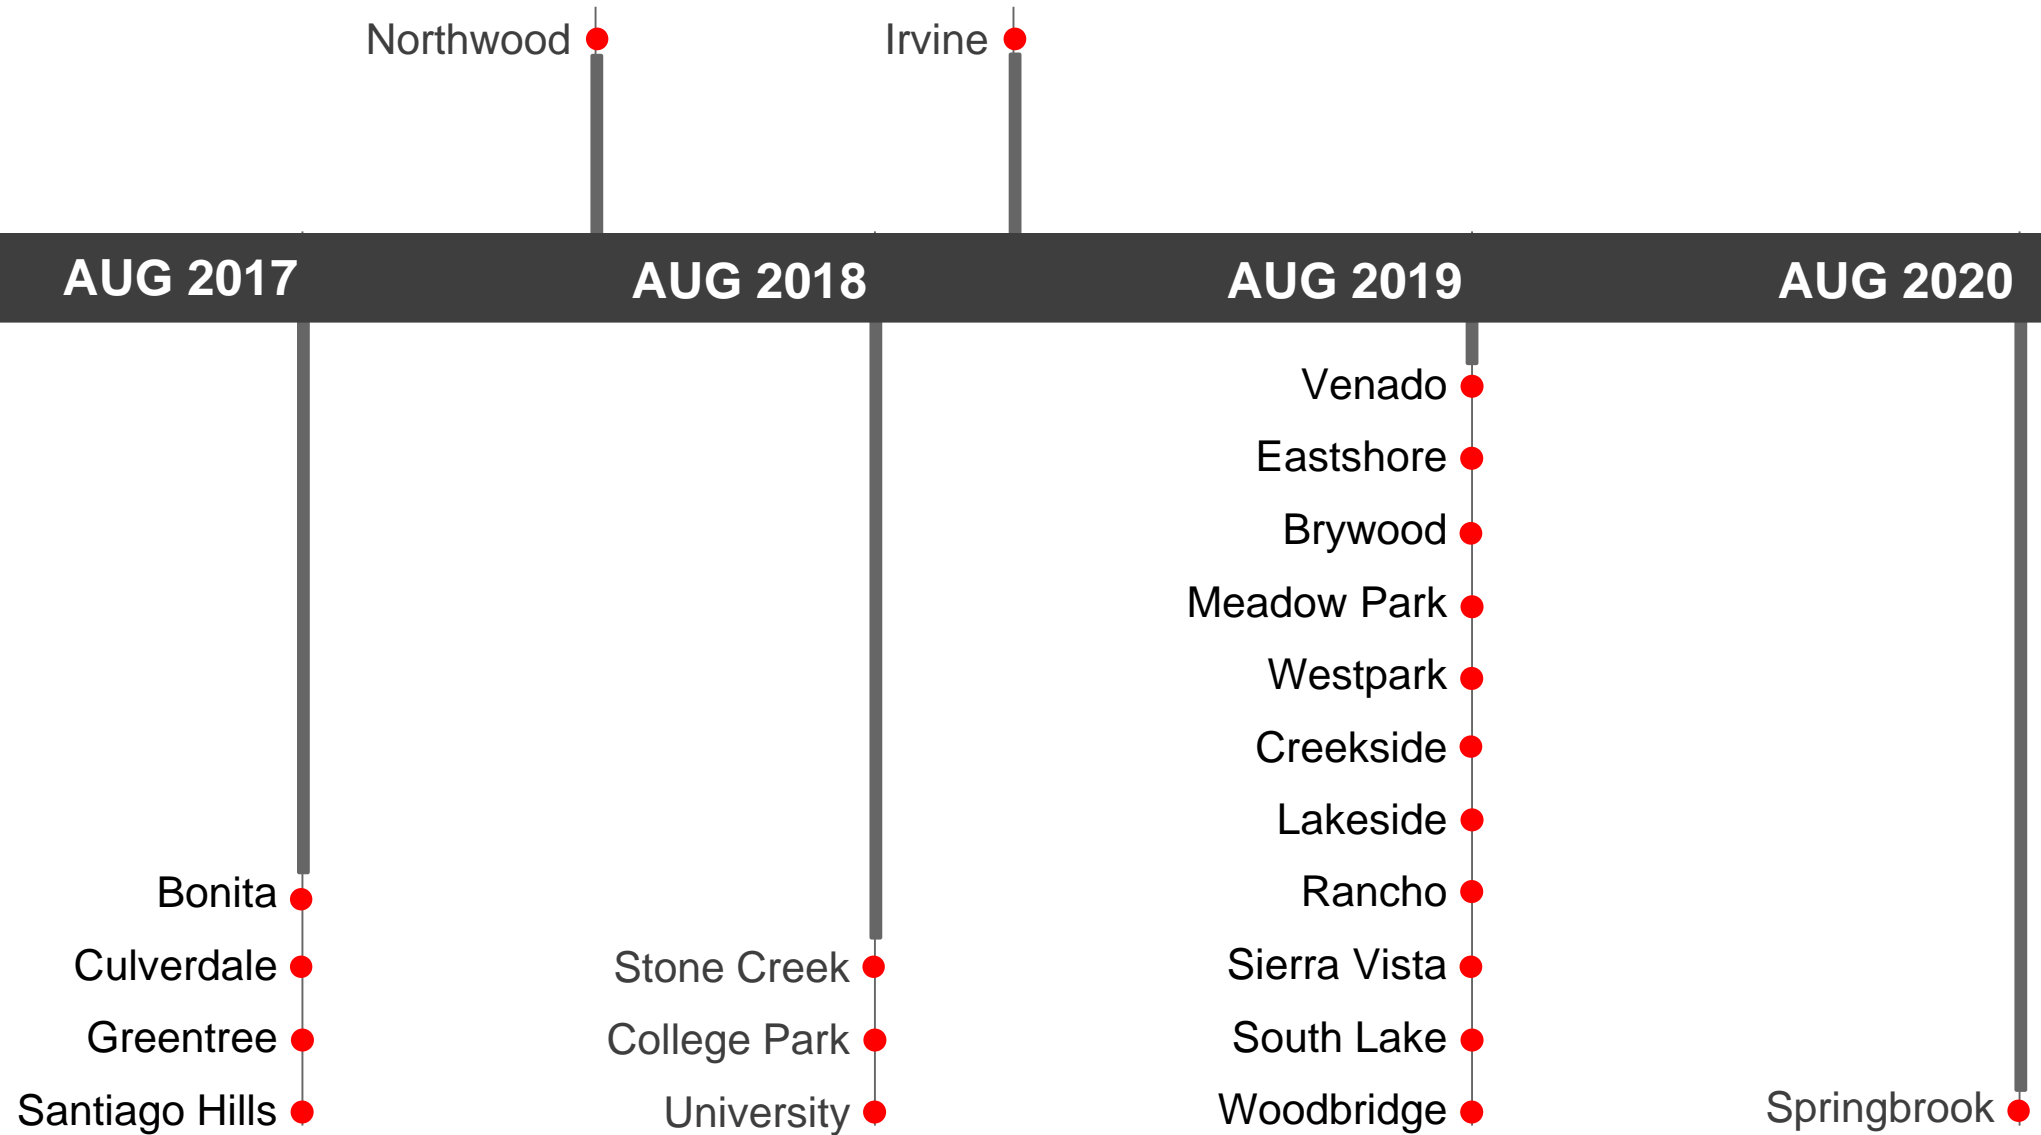 Northwood
Irvine
AUG 2017
AUG 2018
AUG 2019
AUG 2020
Bonita
Culverdale
Greentree
Santiago Hills
Stone Creek
College Park
University
Venado
Eastshore
Brywood
Meadow Park
Westpark
Creekside
Lakeside
Rancho
Sierra Vista
South Lake
Woodbridge
Springbrook